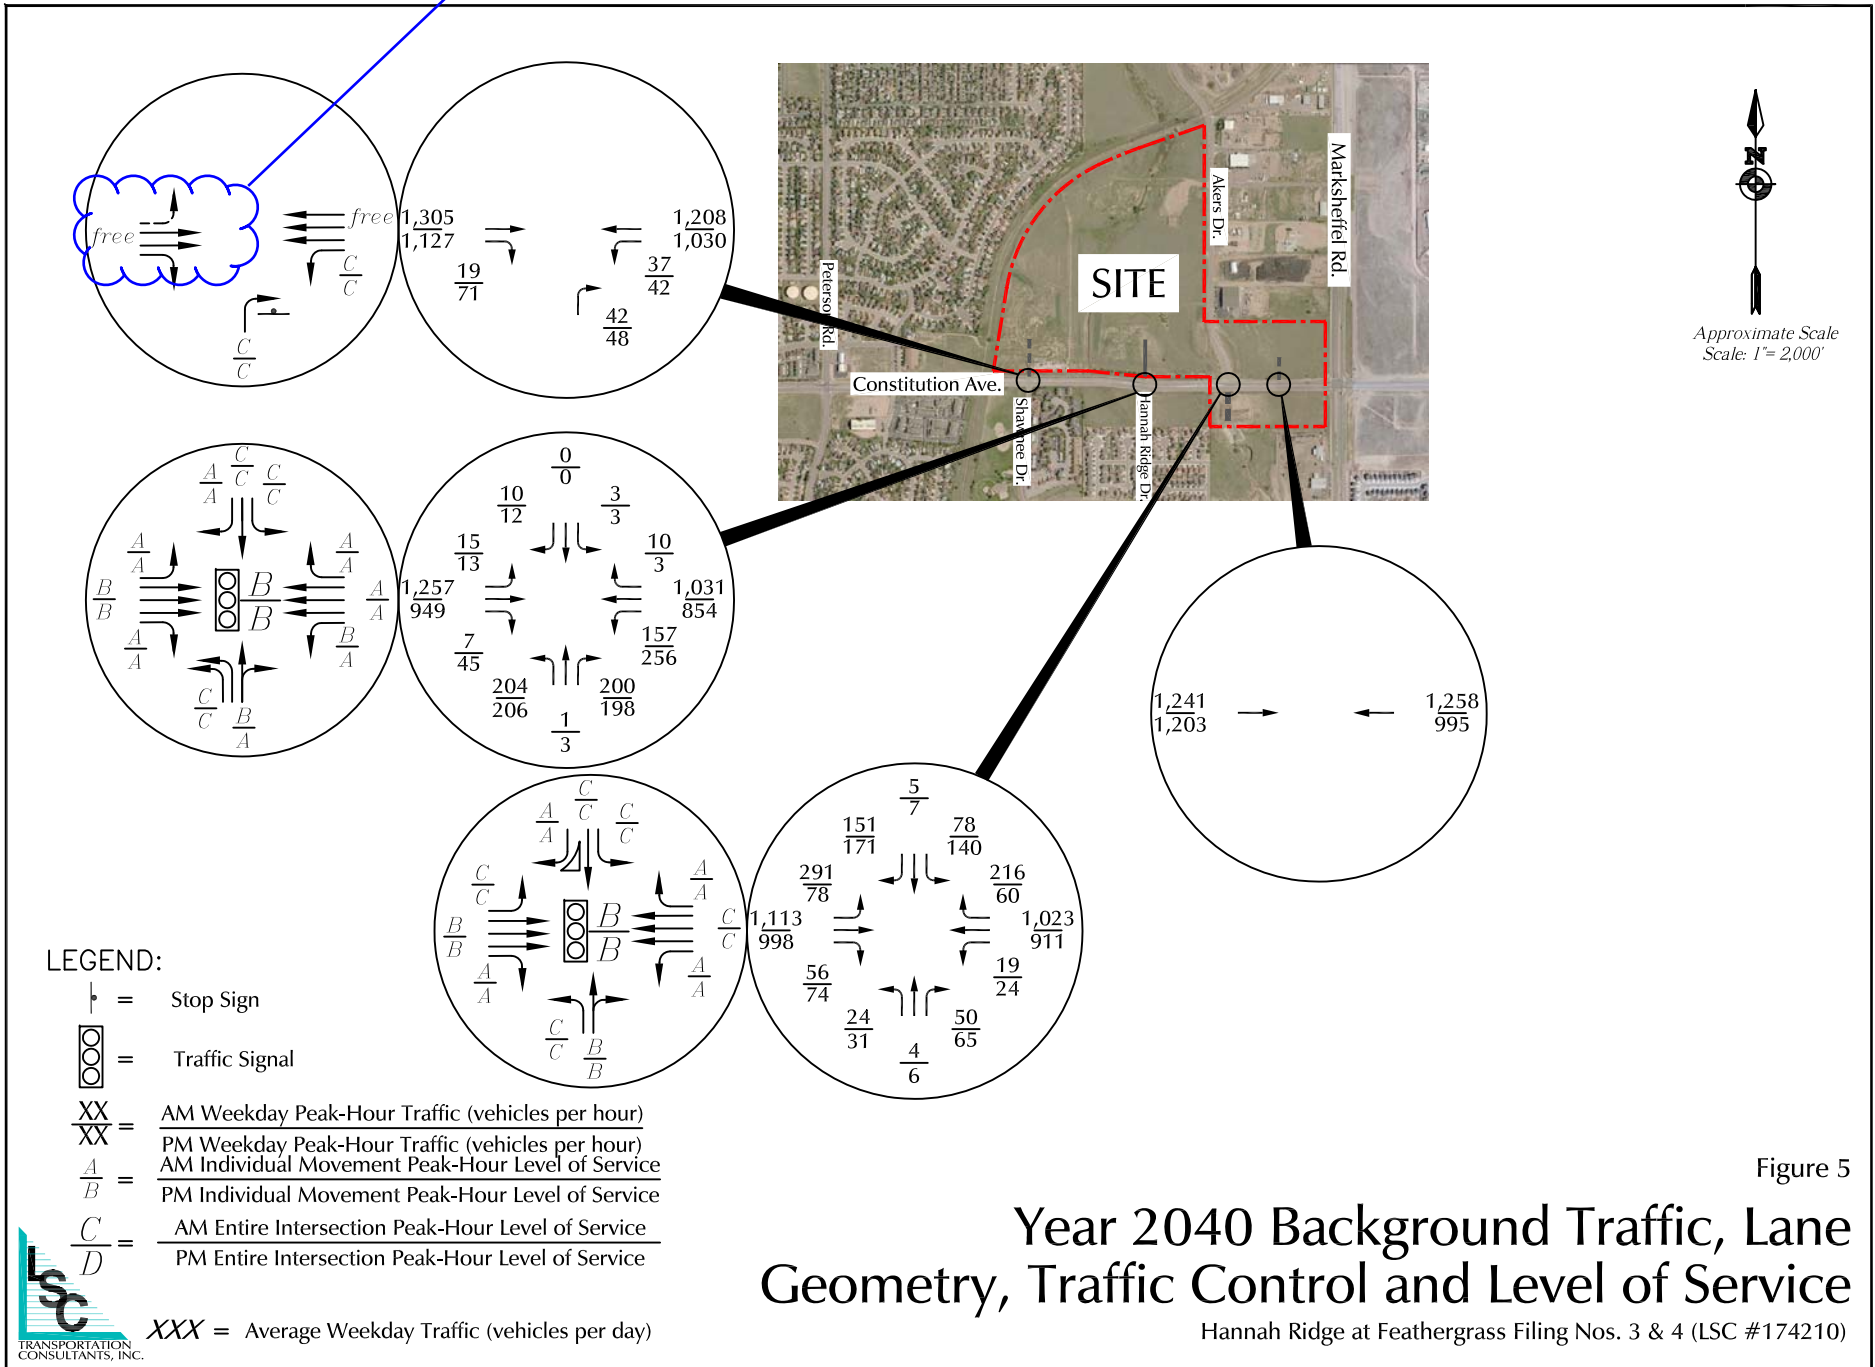 free
free
C
C
C
C
1,305
1,127
19
71
1,208
1,030
37
42
42
48
Peterson Rd.
SITE
Akers Dr.
Marksheffel Rd.
Constitution Ave.
Shawnee Dr.
Hannah Ridge Dr.
N
Approximate Scale
Scale: 1"= 2,000'
A
A
C
C
C
C
A
A
A
A
B
B
B
B
A
A
A
A
B
A
C
C
B
A
0
0
10
12
3
3
15
13
10
3
1,257
949
1,031
854
7
45
157
256
204
206
200
198
1
3
1,241
1,203
1,258
995
A
A
C
C
C
C
C
C
A
A
B
B
B
B
C
C
A
A
A
A
C
C
B
B
5
7
151
171
78
140
291
78
216
60
1,113
998
1,023
911
56
74
19
24
24
31
50
65
4
6
LEGEND:
= Stop Sign
= Traffic Signal
XX
XX
=
AM Weekday Peak-Hour Traffic (vehicles per hour)
PM Weekday Peak-Hour Traffic (vehicles per hour)
A
B
=
AM Individual Movement Peak-Hour Level of Service
PM Individual Movement Peak-Hour Level of Service
C
D
=
AM Entire Intersection Peak-Hour Level of Service
PM Entire Intersection Peak-Hour Level of Service
XXX = Average Weekday Traffic (vehicles per day)
LSC
TRANSPORTATION
CONSULTANTS, INC.
Figure 5
Year 2040 Background Traffic, Lane
Geometry, Traffic Control and Level of Service
Hannah Ridge at Feathergrass Filing Nos. 3 & 4 (LSC #174210)